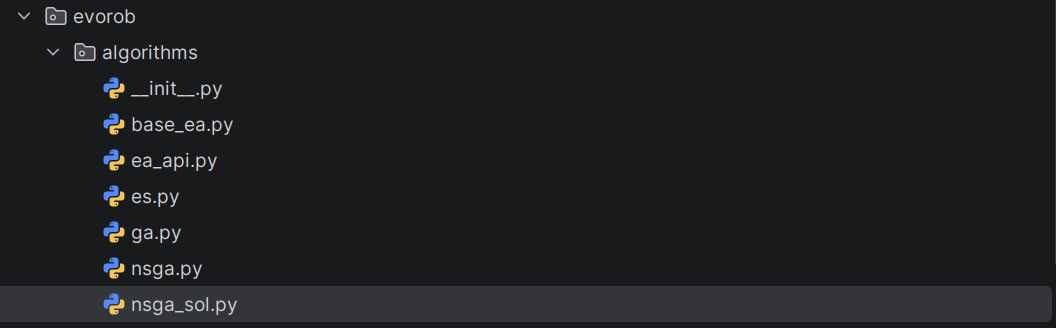 evorob
algorithms
__init__.py
base_ea.py
ea_api.py
es.py
ga.py
nsga.py
nsga_sol.py